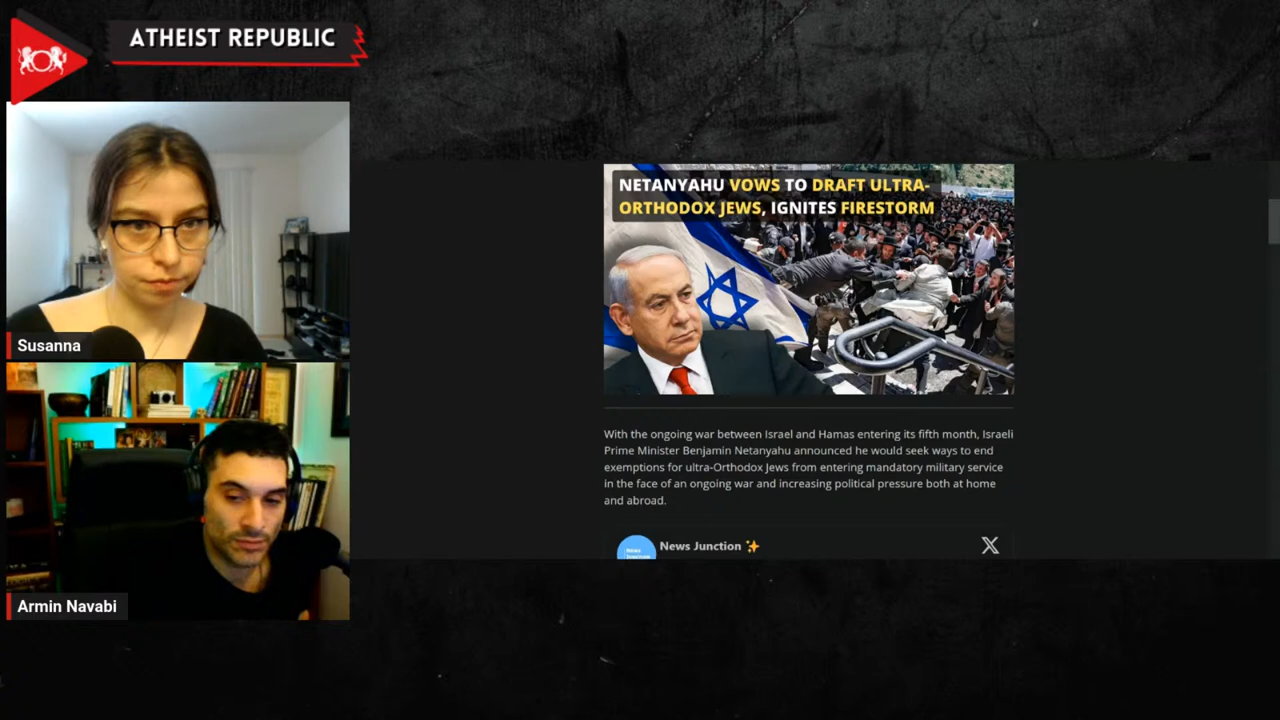 ATHEIST REPUBLIC
Susanna
Armin Navabi
NETANYAHU VOWS TO DRAFT ULTRA-
ORTHODOX JEWS, IGNITES FIRESTORM
With the ongoing war between Israel and Hamas entering its fifth month, Israeli
Prime Minister Benjamin Netanyahu announced he would seek ways to end
exemptions for ultra-Orthodox Jews from entering mandatory military service
in the face of an ongoing war and increasing political pressure both at home
and abroad.
News Junction ✨